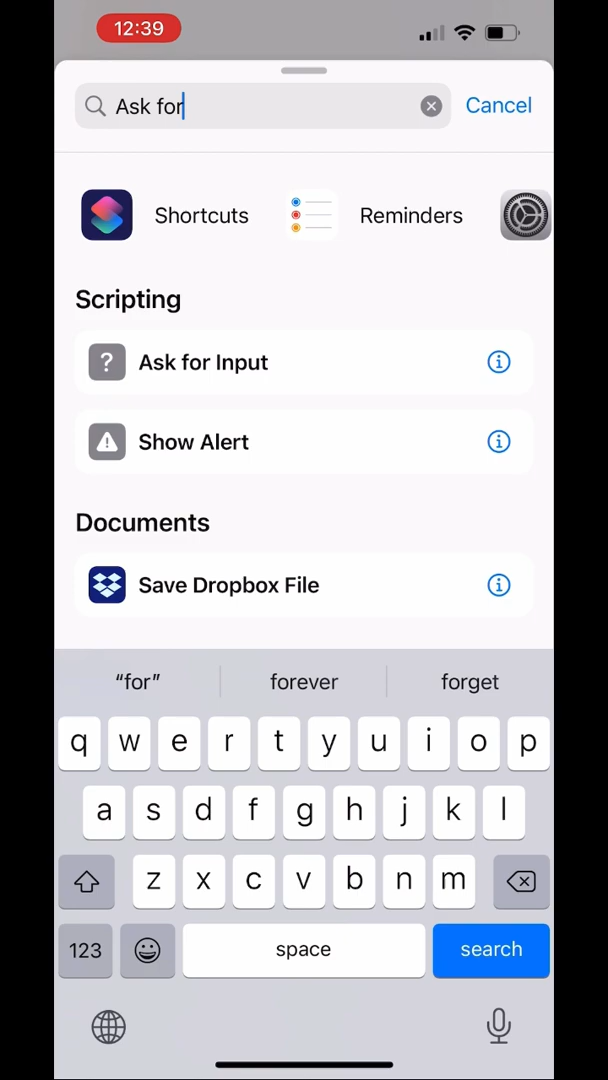 12:39
Ask for
Cancel
Shortcuts
Reminders
Scripting
? Ask for Input
Show Alert
Documents
Save Dropbox File
“for” forever forget
q w e r t y u i o p
a s d f g h j k l
z x c v b n m
123 space search